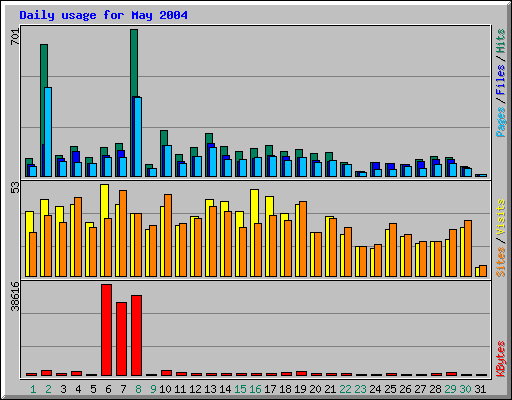 Daily usage for May 2004
701
Pages / Files / Hits
53
Sites / Visits
38616
KBytes
1 2 3 4 5 6 7 8 9 10 11 12 13 14 15 16 17 18 19 20 21 22 23 24 25 26 27 28 29 30 31